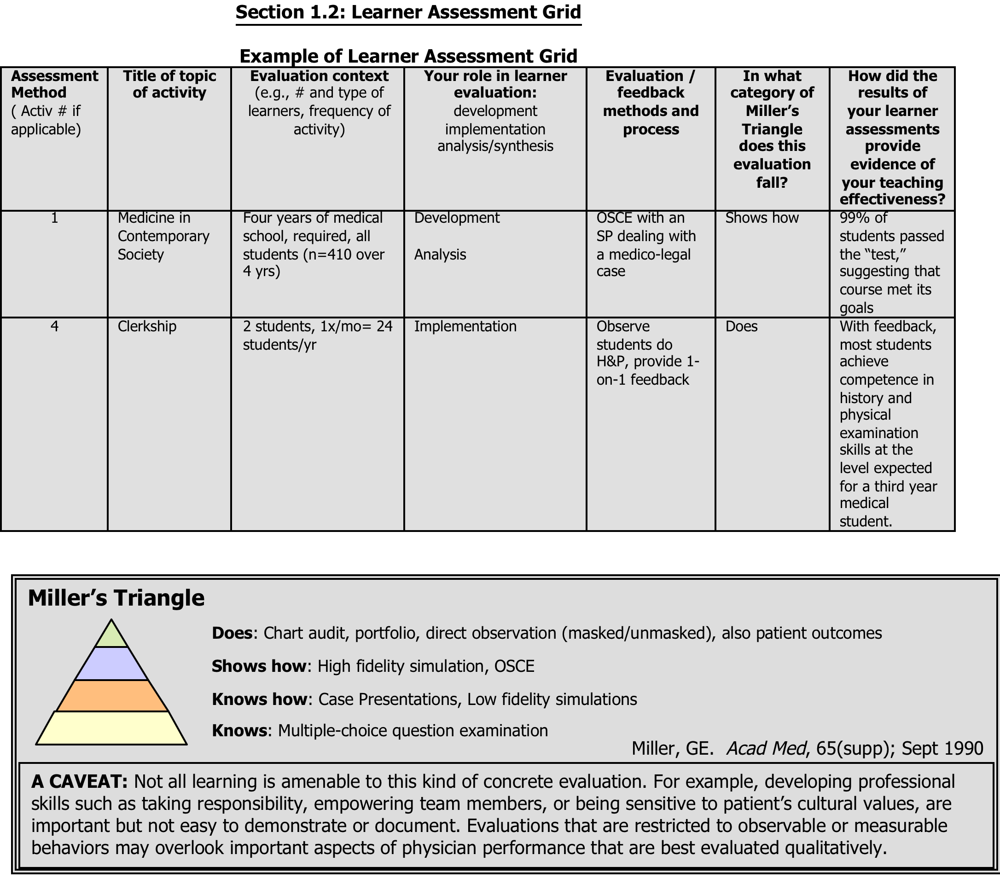 Section 1.2: Learner Assessment Grid
Example of Learner Assessment Grid
Assessment
Method
( Activ # if
applicable)
Title of topic
of activity
Evaluation context
(e.g., # and type of
learners, frequency of
activity)
Your role in learner
evaluation:
development
implementation
analysis/synthesis
Evaluation /
feedback
methods and
process
In what
category of
Miller’s
Triangle
does this
evaluation
fall?
How did the
results of
your learner
assessments
provide
evidence of
your teaching
effectiveness?
1
Medicine in
Contemporary
Society
Four years of medical
school, required, all
students (n=410 over
4 yrs)
Development
Analysis
OSCE with an
SP dealing with
a medico-legal
case
Shows how
99% of
students passed
the “test,”
suggesting that
course met its
goals
4
Clerkship
2 students, 1x/mo= 24
students/yr
Implementation
Observe
students do
H&P, provide 1-
on-1 feedback
Does
With feedback,
most students
achieve
competence in
history and
physical
examination
skills at the
level expected
for a third year
medical
student.
Miller’s Triangle
Does: Chart audit, portfolio, direct observation (masked/unmasked), also patient outcomes
Shows how: High fidelity simulation, OSCE
Knows how: Case Presentations, Low fidelity simulations
Knows: Multiple-choice question examination
Miller, GE.  Acad Med, 65(supp); Sept 1990
A CAVEAT: Not all learning is amenable to this kind of concrete evaluation. For example, developing professional
skills such as taking responsibility, empowering team members, or being sensitive to patient’s cultural values, are
important but not easy to demonstrate or document. Evaluations that are restricted to observable or measurable
behaviors may overlook important aspects of physician performance that are best evaluated qualitatively.